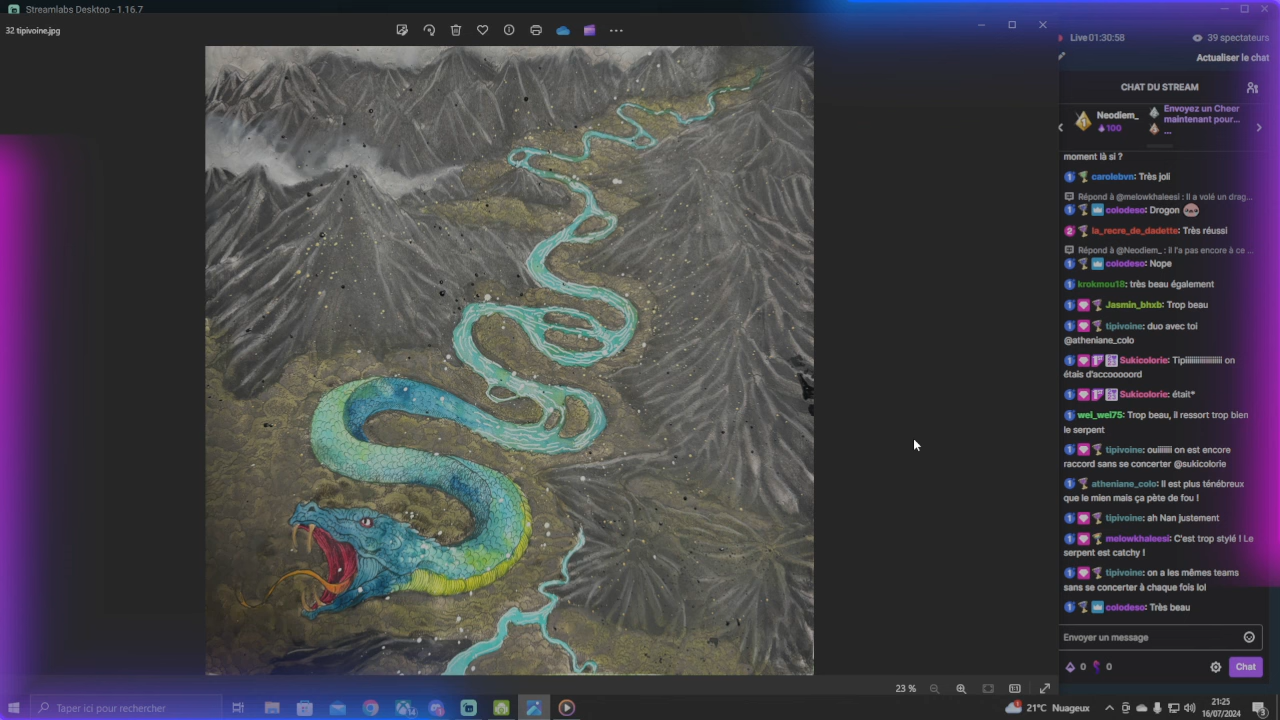 Streamlabs Desktop - 1.16.7
32 tipivoine.jpg
Live 01:30:58
39 spectateurs
Actualiser le chat
CHAT DU STREAM
Neodiem_
100
Envoyez un Cheer
maintenant pour...
...
moment là si ?
carolebvn: Très joli
Répond à @melowkhaleesi : Il a volé un drag...
colodeso: Drogon
la_recre_de_dadette: Très réussi
Répond à @Neodiem_ : il l'a pas encore à ce ...
colodeso: Nope
krokmou18: très beau également
Jasmin_bhxb: Trop beau
tipivoine: duo avec toi
@atheniane_colo
Sukicolorie: Tipiiiiiiiiiiiiiiiiii on
étais d'accooooord
Sukicolorie: était*
wei_wei75: Trop beau, il ressort trop bien
le serpent
tipivoine: ouiiiiiii on est encore
raccord sans se concerter @sukicolorie
atheniane_colo: Il est plus ténébreux
que le mien mais ça pète de fou !
tipivoine: ah Nan justement
melowkhaleesi: C'est trop stylé ! Le
serpent est catchy !
tipivoine: on a les mêmes teams
sans se concerter à chaque fois lol
colodeso: Très beau
Envoyer un message
0 0
Chat
23 %
Taper ici pour rechercher
21°C Nuageux
21:25
16/07/2024